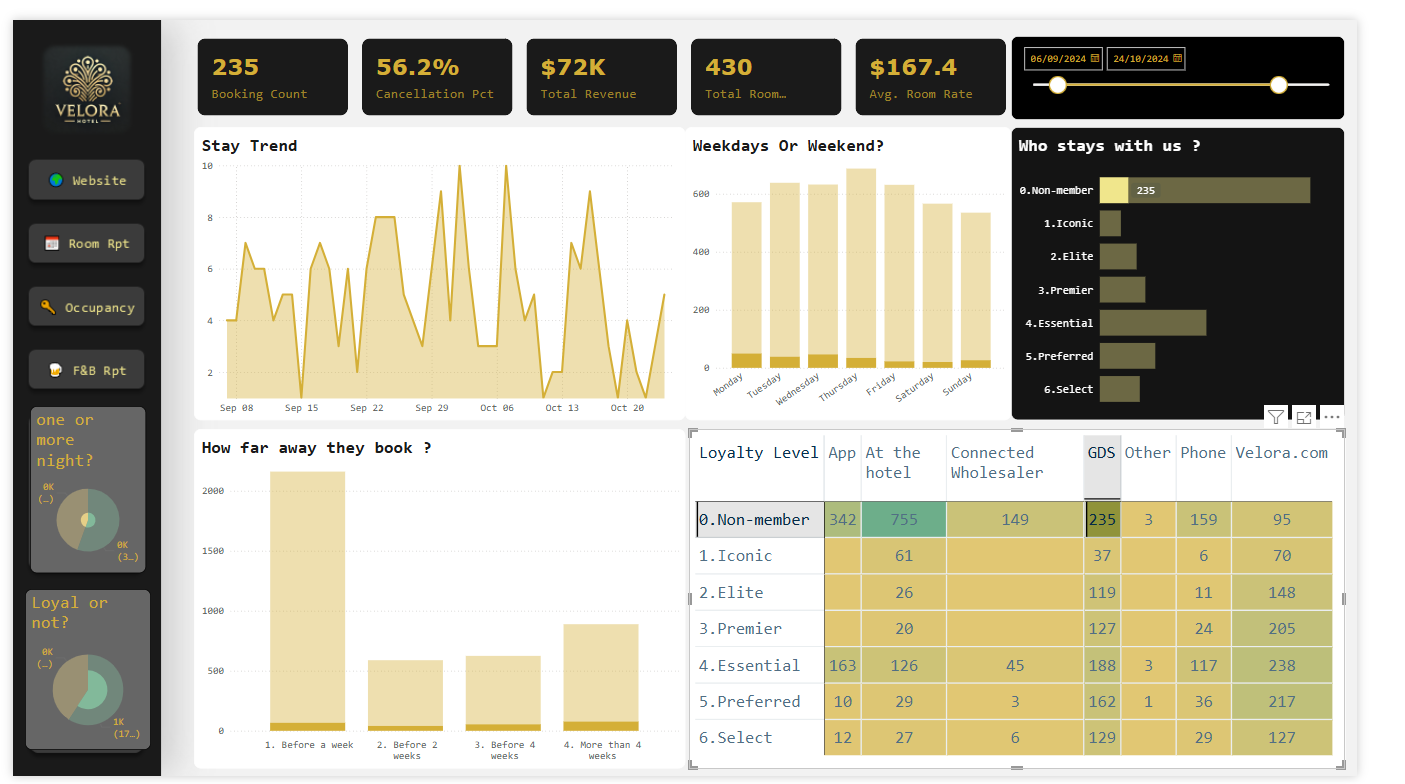 VELORA
HOTEL
Website
Room Rpt
Occupancy
F&B Rpt
one or
more
night?
0K
(…)
0K
(3…)
Loyal or
not?
0K
(…)
1K
(17…)
235
Booking Count
56.2%
Cancellation Pct
$72K
Total Revenue
430
Total Room…
$167.4
Avg. Room Rate
06/09/2024 24/10/2024
Stay Trend
10
8
6
4
2
Sep 08 Sep 15 Sep 22 Sep 29 Oct 06 Oct 13 Oct 20
Weekdays Or Weekend?
600
400
200
0
Monday Tuesday Wednesday Thursday Friday Saturday Sunday
Who stays with us ?
0.Non-member 235
1.Iconic
2.Elite
3.Premier
4.Essential
5.Preferred
6.Select
How far away they book ?
2000
1500
1000
500
0
1. Before a week 2. Before 2 3. Before 4 4. More than 4
weeks weeks weeks
Loyalty Level App At the Connected GDS Other Phone Velora.com
hotel Wholesaler
0.Non-member 342 755 149 235 3 159 95
1.Iconic 61 37 6 70
2.Elite 26 119 11 148
3.Premier 20 127 24 205
4.Essential 163 126 45 188 3 117 238
5.Preferred 10 29 3 162 1 36 217
6.Select 12 27 6 129 29 127